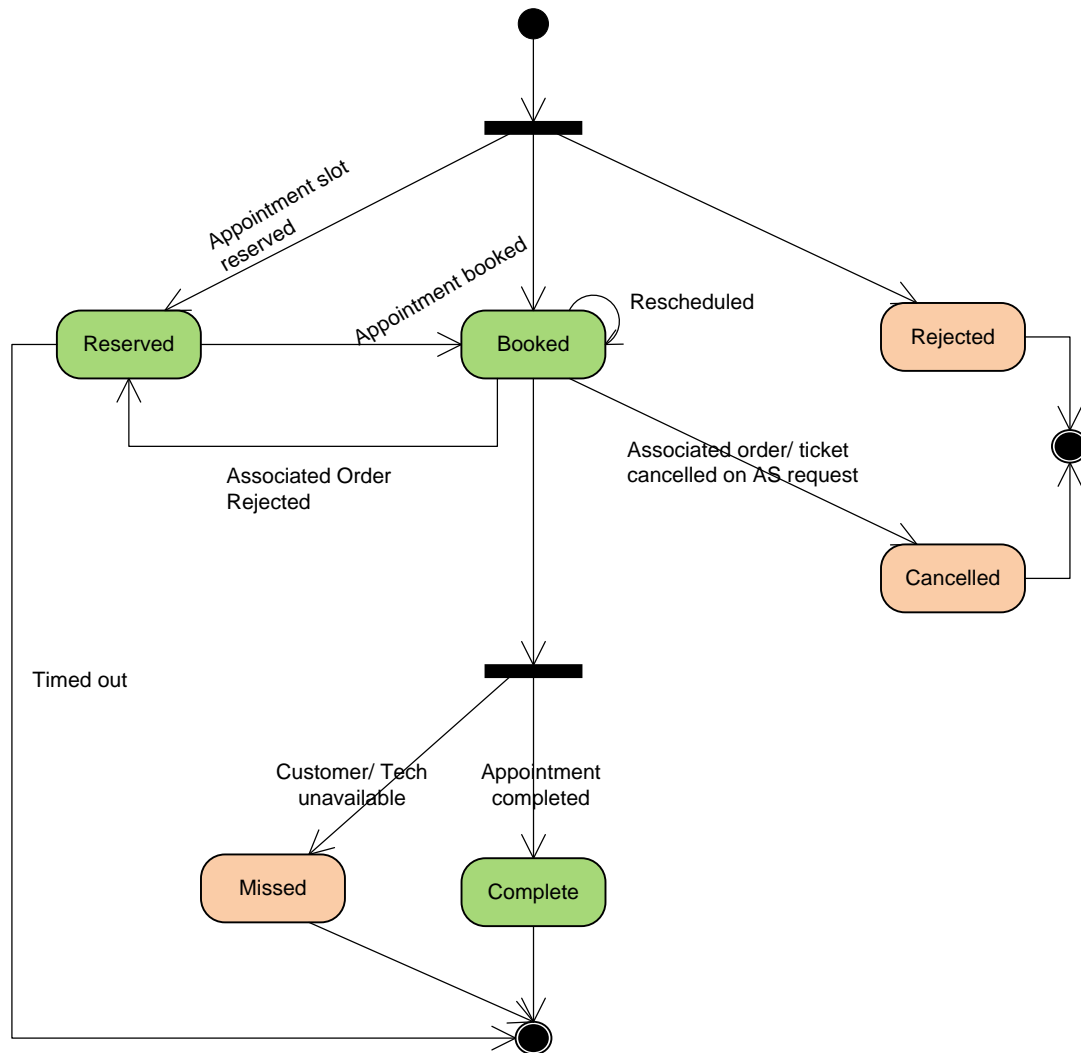 Appointment slot
reserved
Appointment booked
Rescheduled
Reserved
Booked
Rejected
Associated Order
Rejected
Associated order/ ticket
cancelled on AS request
Cancelled
Timed out
Customer/ Tech
unavailable
Appointment
completed
Missed
Complete